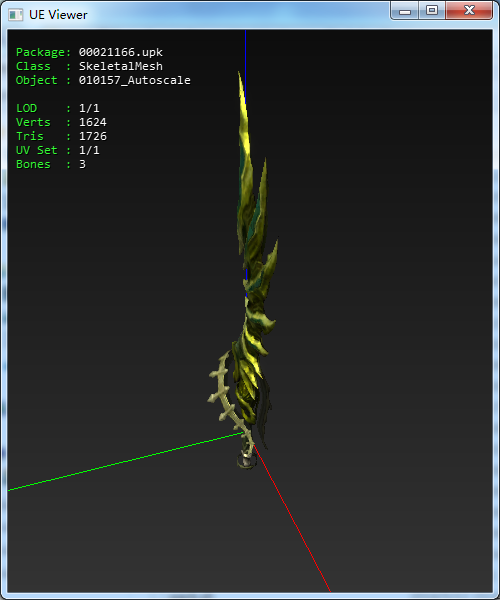 UE Viewer
Package: 00021166.upk
Class  : SkeletalMesh
Object : 010157_Autoscale
LOD    : 1/1
Verts  : 1624
Tris   : 1726
UV Set : 1/1
Bones  : 3